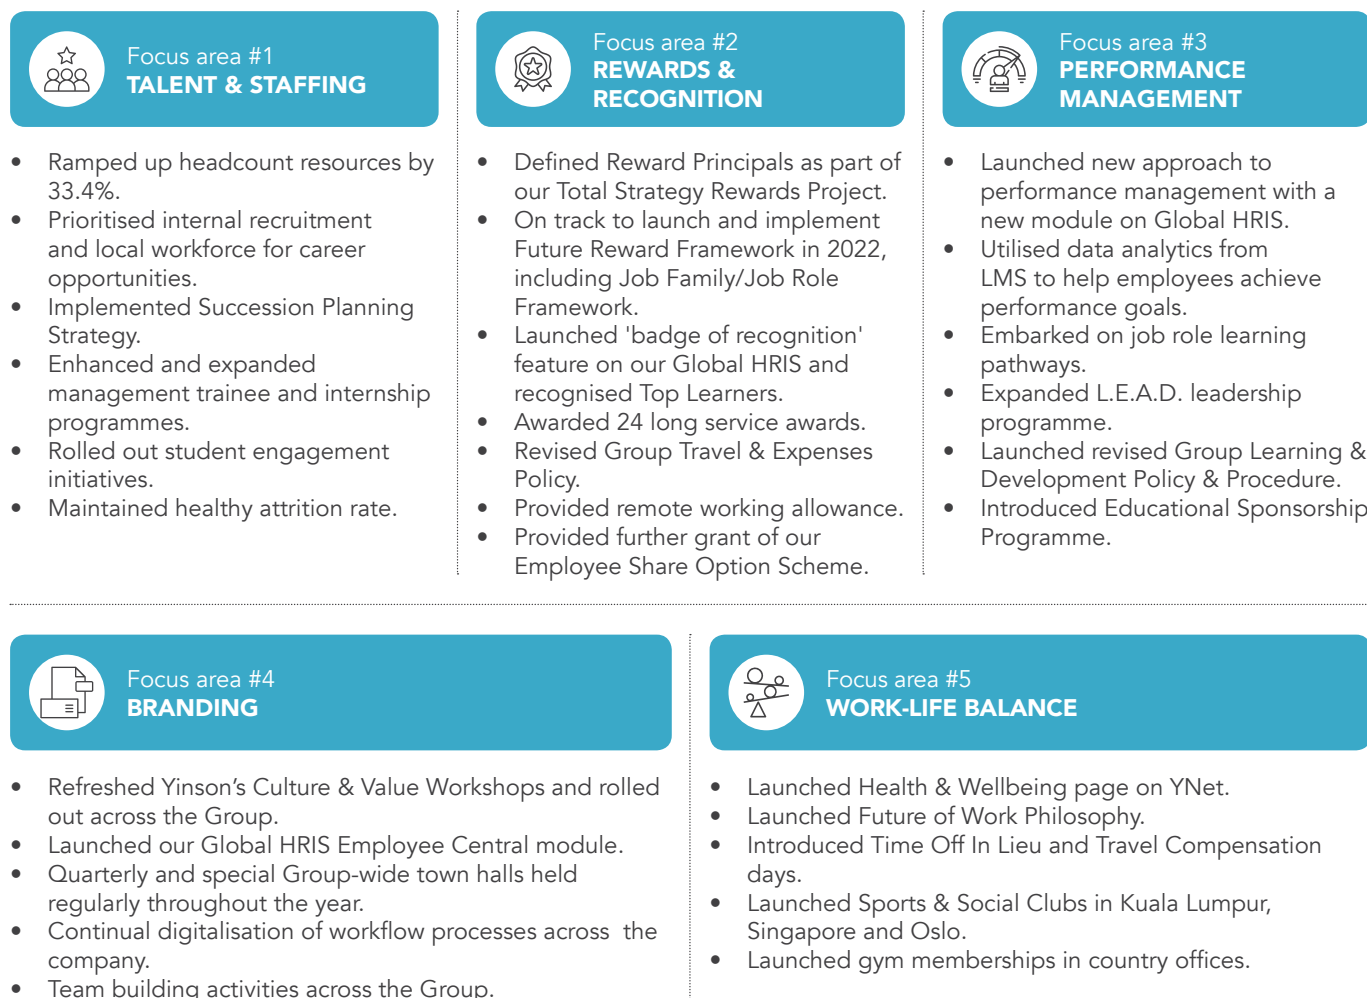 Focus area #1
TALENT & STAFFING
• Ramped up headcount resources by
33.4%.
• Prioritised internal recruitment
and local workforce for career
opportunities.
• Implemented Succession Planning
Strategy.
• Enhanced and expanded
management trainee and internship
programmes.
• Rolled out student engagement
initiatives.
• Maintained healthy attrition rate.
Focus area #2
REWARDS &
RECOGNITION
• Defined Reward Principals as part of
our Total Strategy Rewards Project.
• On track to launch and implement
Future Reward Framework in 2022,
including Job Family/Job Role
Framework.
• Launched 'badge of recognition'
feature on our Global HRIS and
recognised Top Learners.
• Awarded 24 long service awards.
• Revised Group Travel & Expenses
Policy.
• Provided remote working allowance.
• Provided further grant of our
Employee Share Option Scheme.
Focus area #3
PERFORMANCE
MANAGEMENT
• Launched new approach to
performance management with a
new module on Global HRIS.
• Utilised data analytics from
LMS to help employees achieve
performance goals.
• Embarked on job role learning
pathways.
• Expanded L.E.A.D. leadership
programme.
• Launched revised Group Learning &
Development Policy & Procedure.
• Introduced Educational Sponsorship
Programme.
Focus area #4
BRANDING
• Refreshed Yinson’s Culture & Value Workshops and rolled
out across the Group.
• Launched our Global HRIS Employee Central module.
• Quarterly and special Group-wide town halls held
regularly throughout the year.
• Continual digitalisation of workflow processes across the
company.
• Team building activities across the Group.
Focus area #5
WORK-LIFE BALANCE
• Launched Health & Wellbeing page on YNet.
• Launched Future of Work Philosophy.
• Introduced Time Off In Lieu and Travel Compensation
days.
• Launched Sports & Social Clubs in Kuala Lumpur,
Singapore and Oslo.
• Launched gym memberships in country offices.